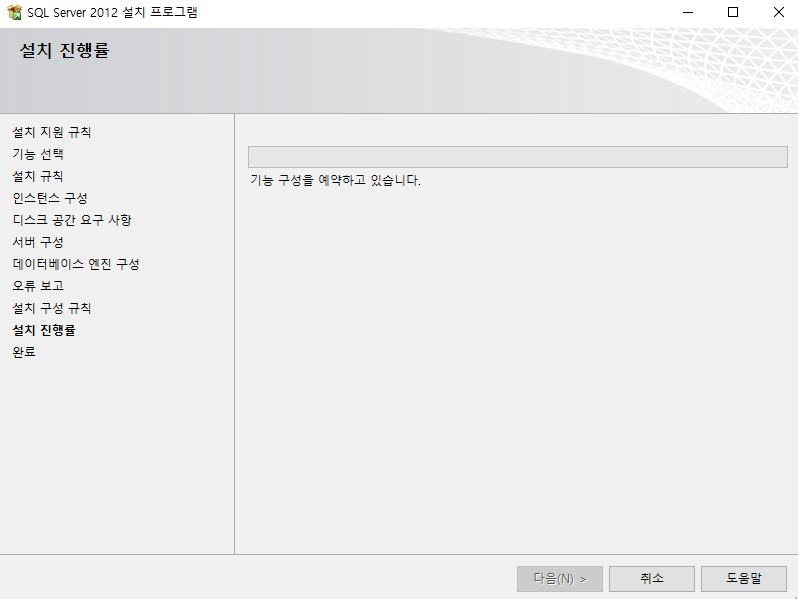 SQL Server 2012 설치 프로그램
설치 진행률
설치 지원 규칙
기능 선택
설치 규칙
인스턴스 구성
디스크 공간 요구 사항
서버 구성
데이터베이스 엔진 구성
오류 보고
설치 구성 규칙
설치 진행률
완료
기능 구성을 예약하고 있습니다.
다음(N) >
취소
도움말